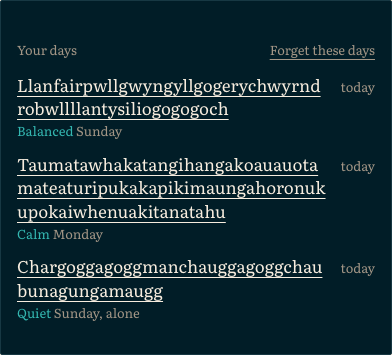 Your days Forget these days
Llanfairpwllgwyngyllgogerychwyrnd today
robwllllantysiliogogogoch
Balanced Sunday
Taumatawhakatangihangakoauauota today
mateaturipukakapikimaungahoronuk
upokaiwhenuakitanatahu
Calm Monday
Chargoggagoggmanchauggagoggchau today
bunagungamaugg
Quiet Sunday, alone